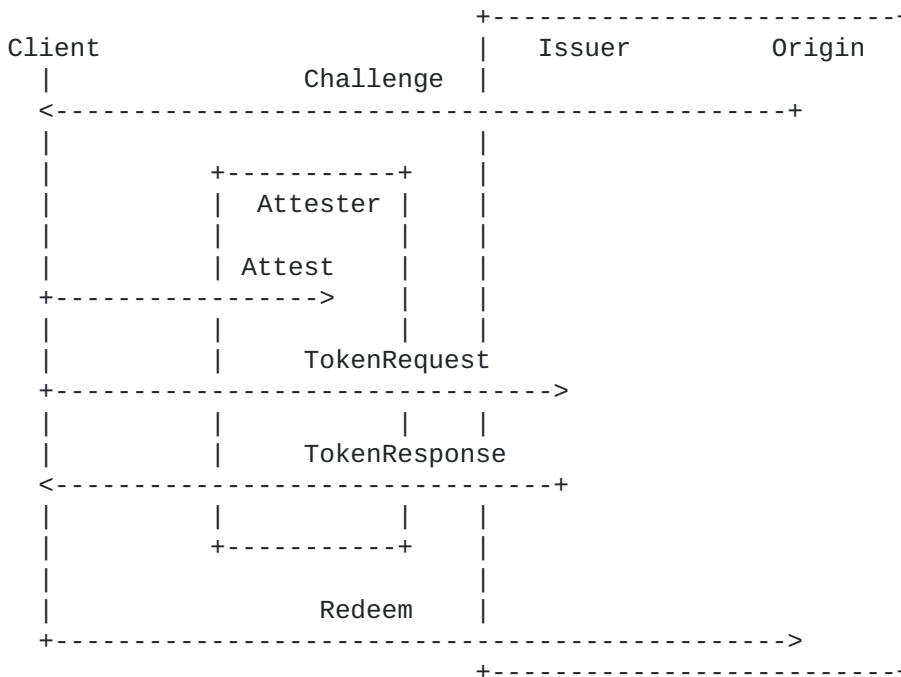 Client Issuer Origin
Challenge
Attester
Attest
TokenRequest
TokenResponse
Redeem